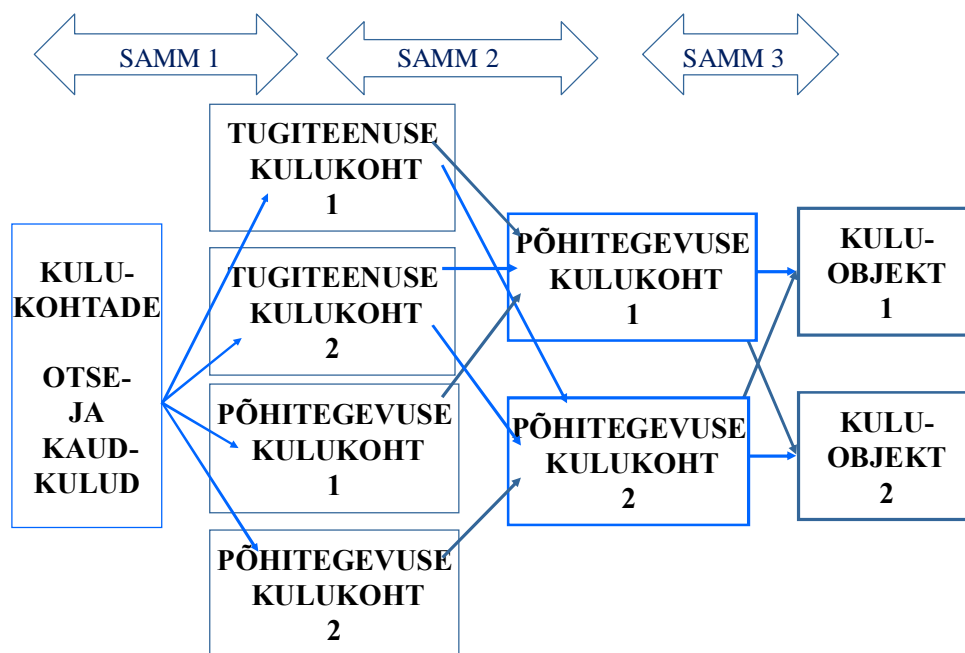 SAMM 1
SAMM 2
SAMM 3
KULU-
KOHTADE
OTSE-
JA
KAUD-
KULUD
TUGITEENUSE
KULUKOHT
1
TUGITEENUSE
KULUKOHT
2
PÕHITEGEVUSE
KULUKOHT
1
PÕHITEGEVUSE
KULUKOHT
2
PÕHITEGEVUSE
KULUKOHT
1
PÕHITEGEVUSE
KULUKOHT
2
KULU-
OBJEKT
1
KULU-
OBJEKT
2